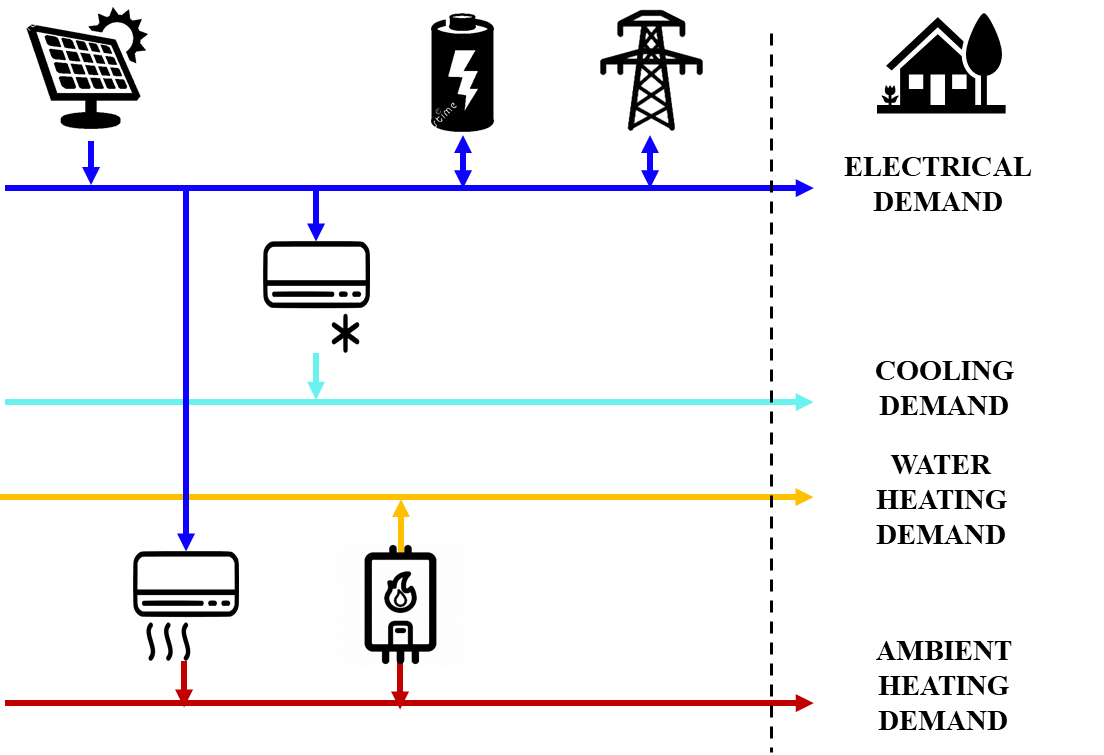 ELECTRICAL
DEMAND
COOLING
DEMAND
WATER
HEATING
DEMAND
AMBIENT
HEATING
DEMAND